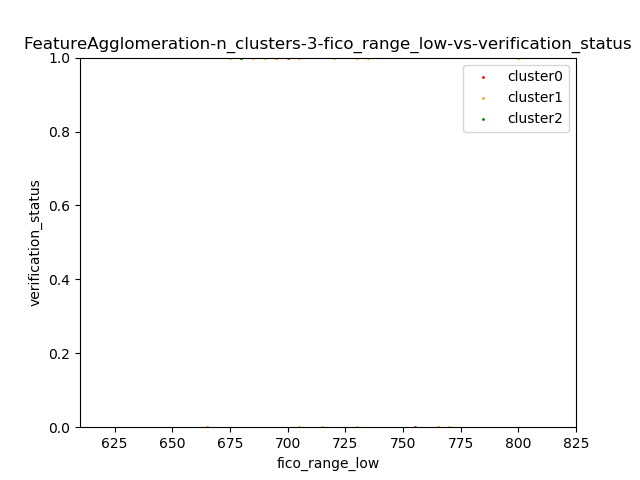 FeatureAgglomeration-n_clusters-3-fico_range_low-vs-verification_status
1.0
cluster0
cluster1
cluster2
0.8
0.6
verification_status
0.4
0.2
0.0
625 650 675 700 725 750 775 800 825
fico_range_low